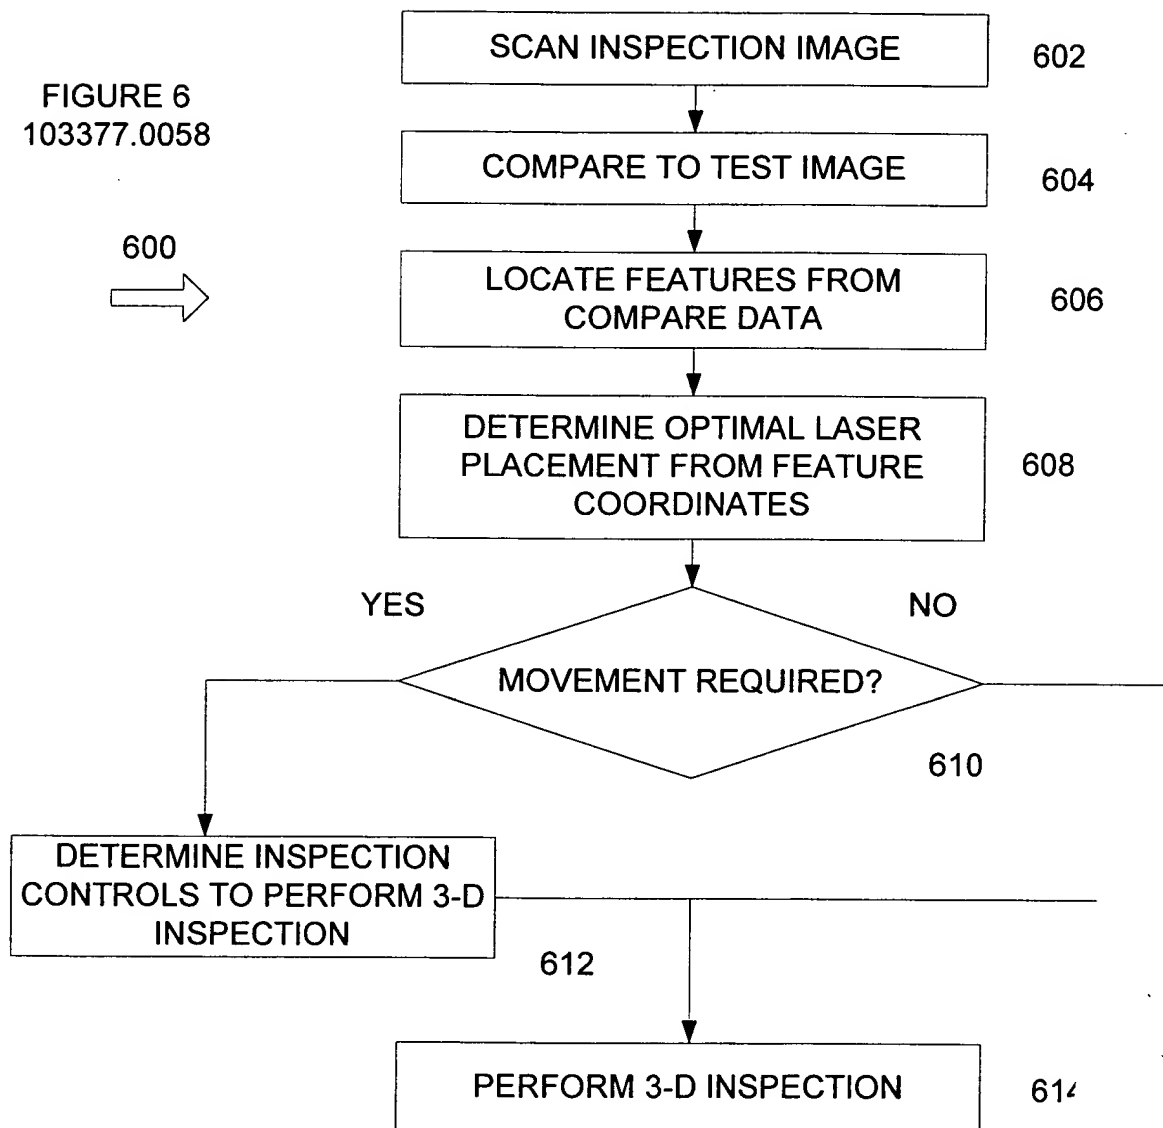 SCAN INSPECTION IMAGE
602
FIGURE 6
103377.0058
COMPARE TO TEST IMAGE
604
600
LOCATE FEATURES FROM
COMPARE DATA
606
DETERMINE OPTIMAL LASER
PLACEMENT FROM FEATURE
COORDINATES
608
YES
NO
MOVEMENT REQUIRED?
610
DETERMINE INSPECTION
CONTROLS TO PERFORM 3-D
INSPECTION
612
PERFORM 3-D INSPECTION
614